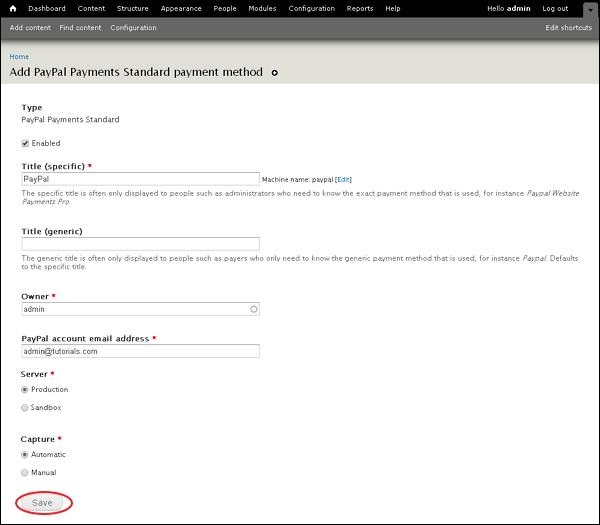 Dashboard Content Structure Appearance People Modules Configuration Reports Help Hello admin Log out
Add content Find content Configuration Edit shortcuts
Home
Add PayPal Payments Standard payment method
Type
PayPal Payments Standard
Enabled
Title (specific) *
PayPal Machine name: paypal [Edit]
The specific title is often only displayed to people such as administrators who need to know the exact payment method that is used, for instance Paypal Website
Payments Pro.
Title (generic)
The generic title is often only displayed to people such as payers who only need to know the generic payment method that is used, for instance Paypal. Defaults
to the specific title.
Owner *
admin
PayPal account email address *
admin@tutorials.com
Server *
Production
Sandbox
Capture *
Automatic
Manual
Save